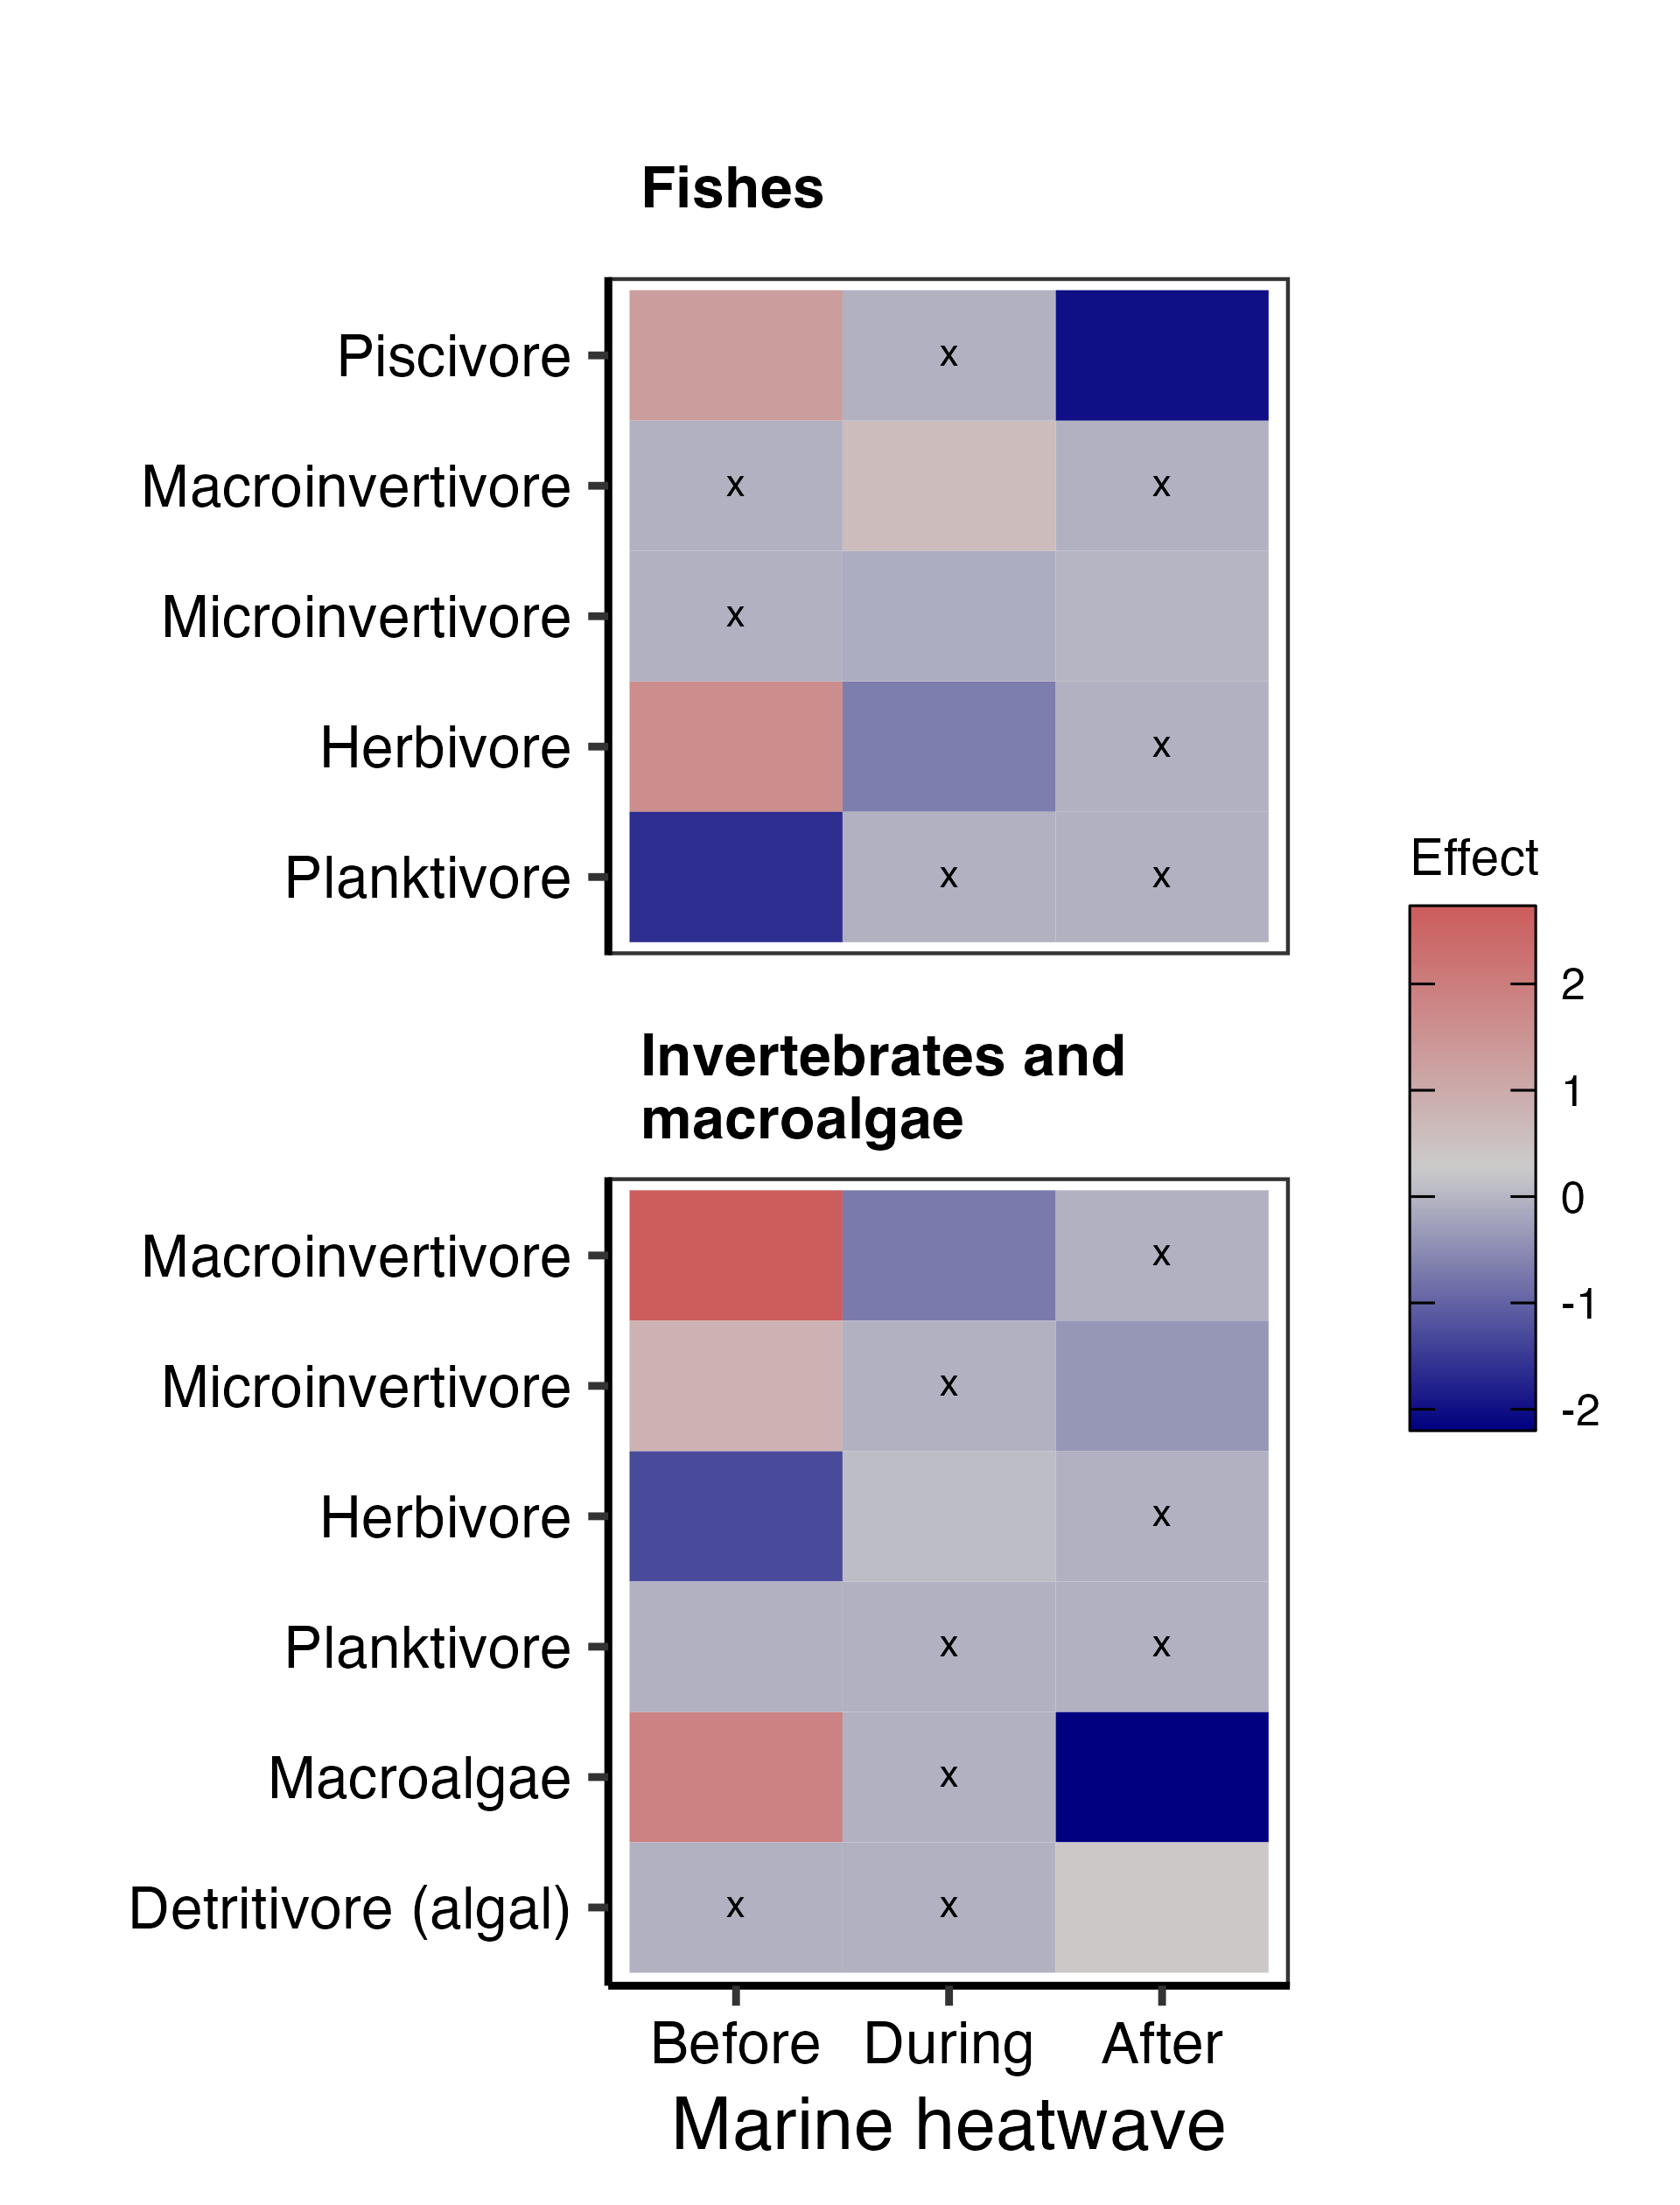 Fishes
Piscivore x
Macroinvertivore x x
Microinvertivore x
Herbivore x
Planktivore x x
Effect
2
1
0
-1
-2
Invertebrates and
macroalgae
Macroinvertivore x
Microinvertivore x
Herbivore x
Planktivore x x
Macroalgae x
Detritivore (algal) x x
Before During After
Marine heatwave